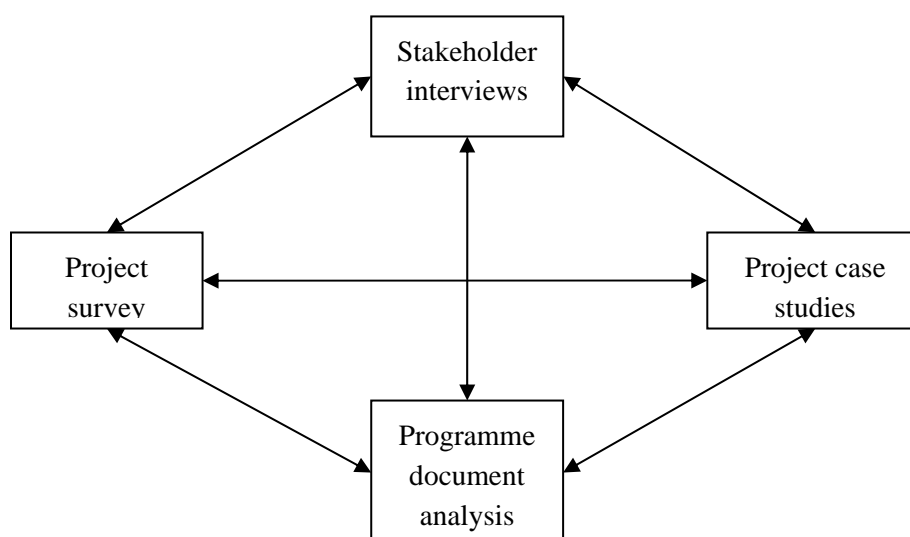 Stakeholder
interviews
Project
survey
Project case
studies
Programme
document
analysis